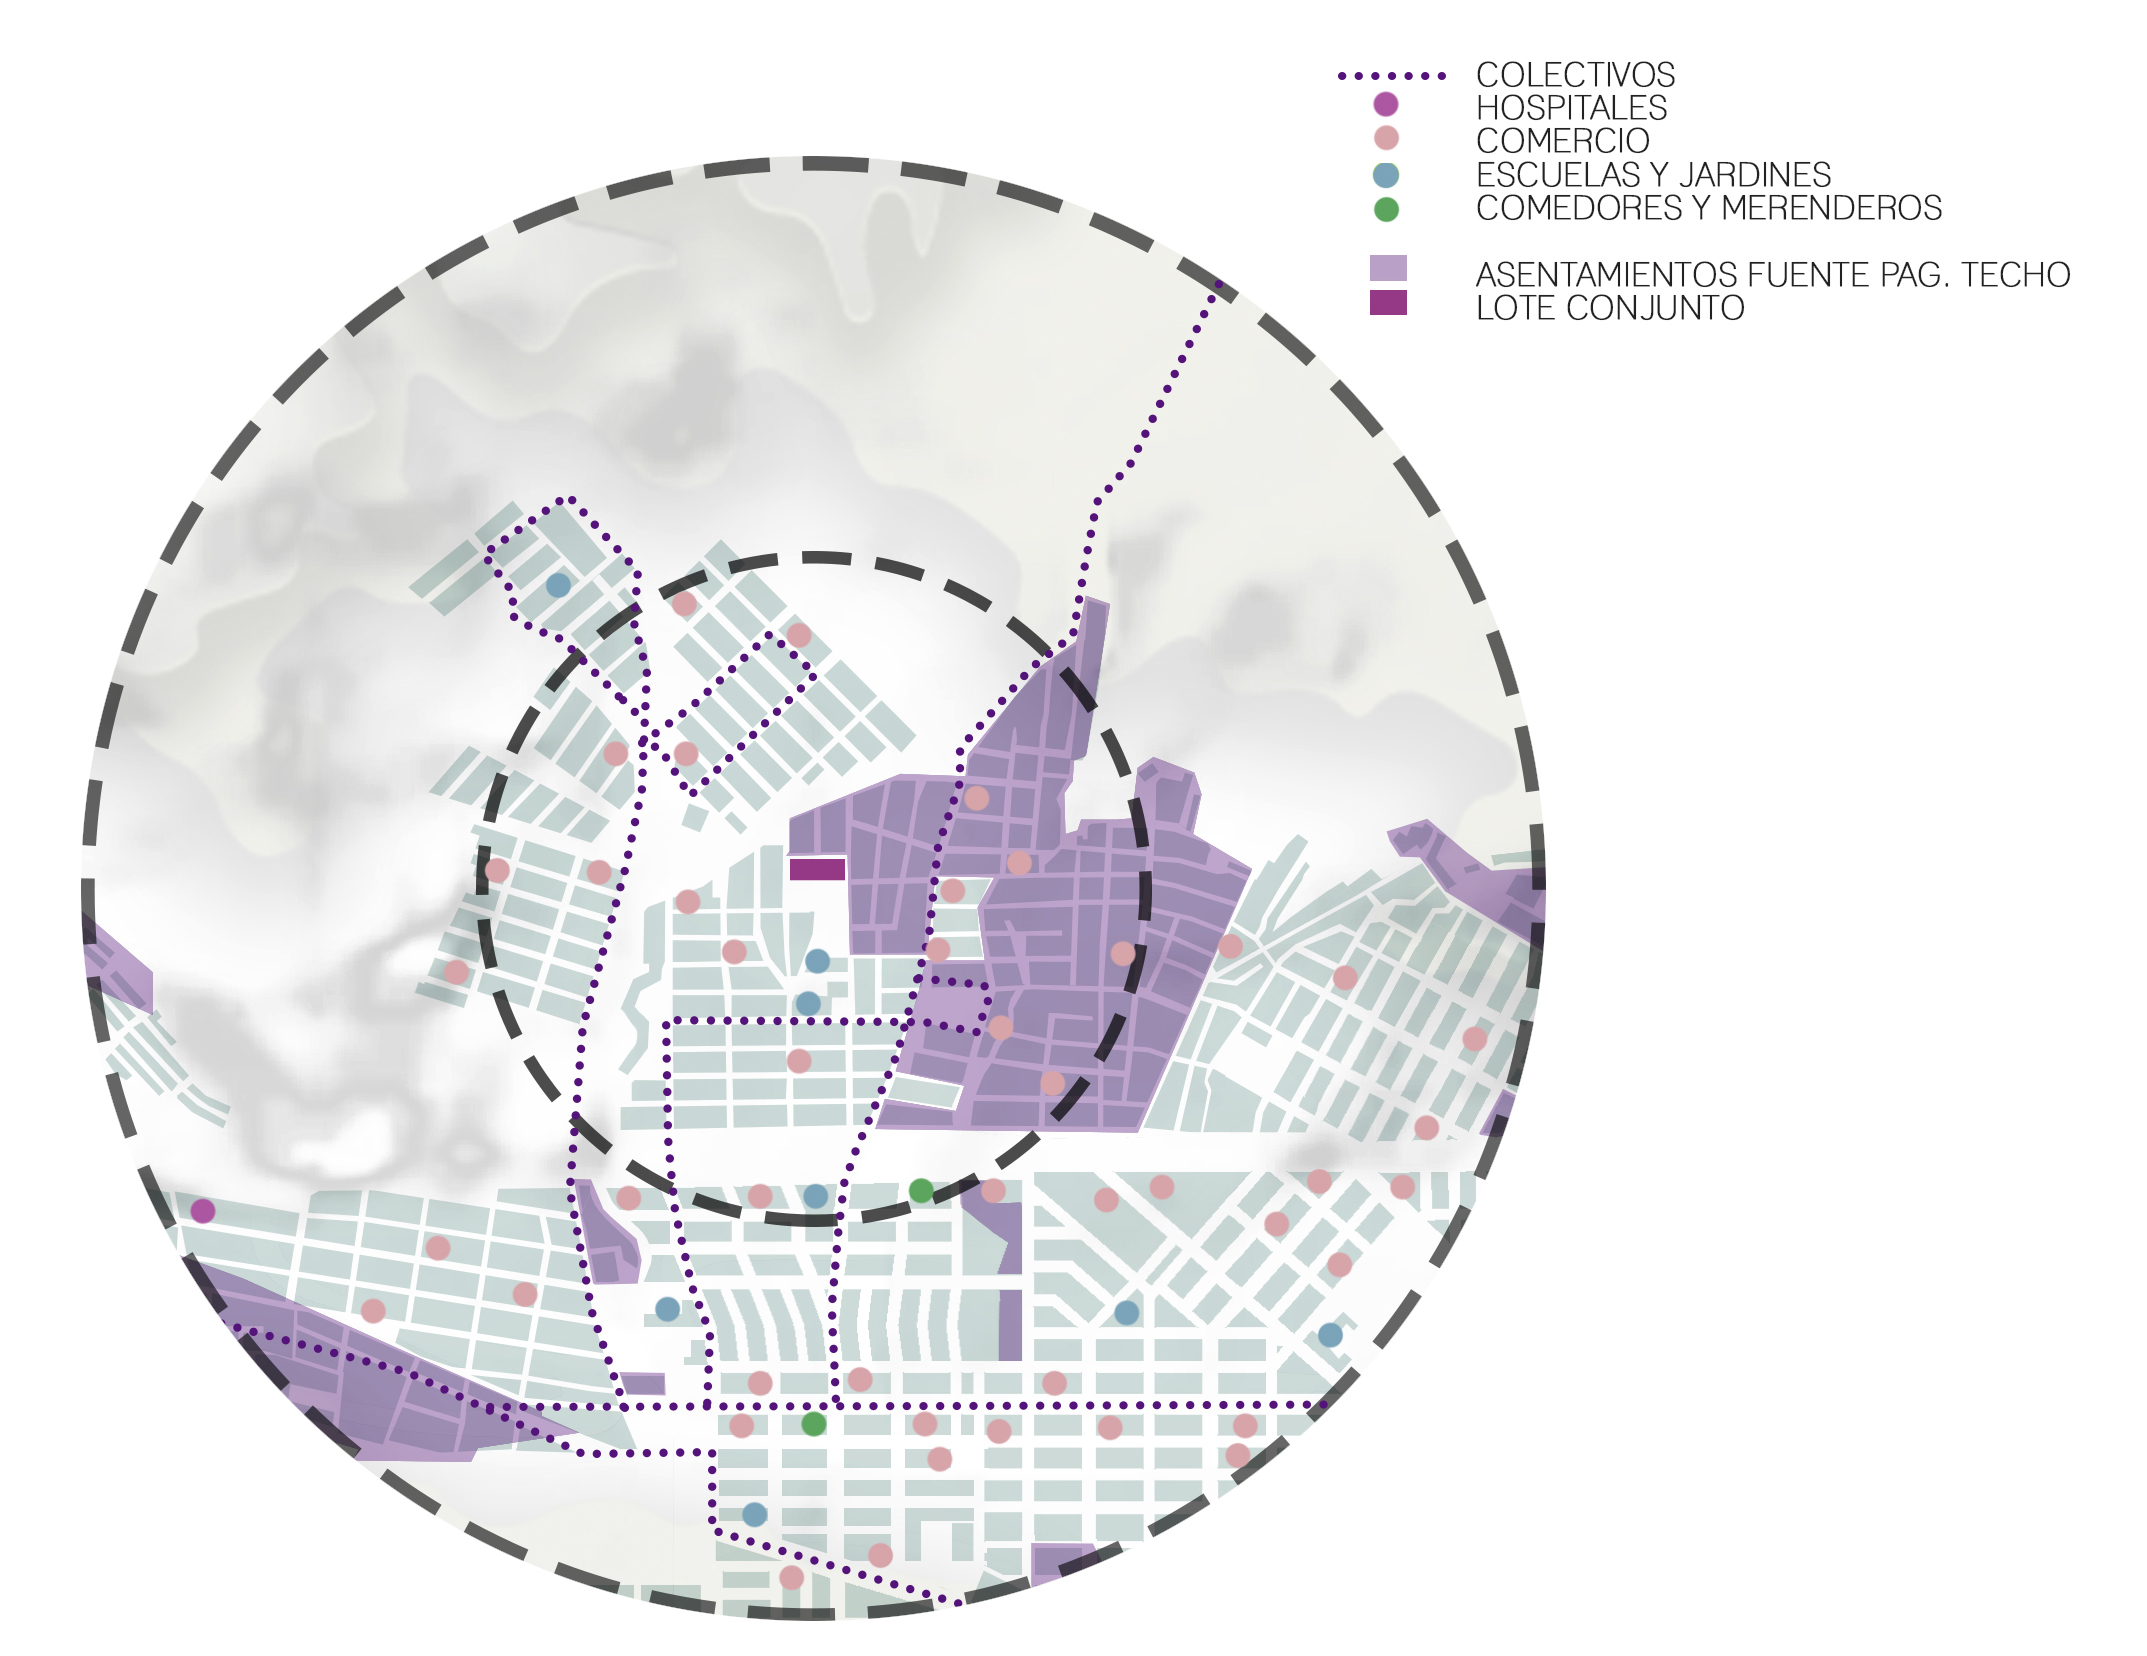 COLECTIVOS
HOSPITALES
COMERCIO
ESCUELAS Y JARDINES
COMEDORES Y MERENDEROS
ASENTAMIENTOS FUENTE PAG. TECHO
LOTE CONJUNTO